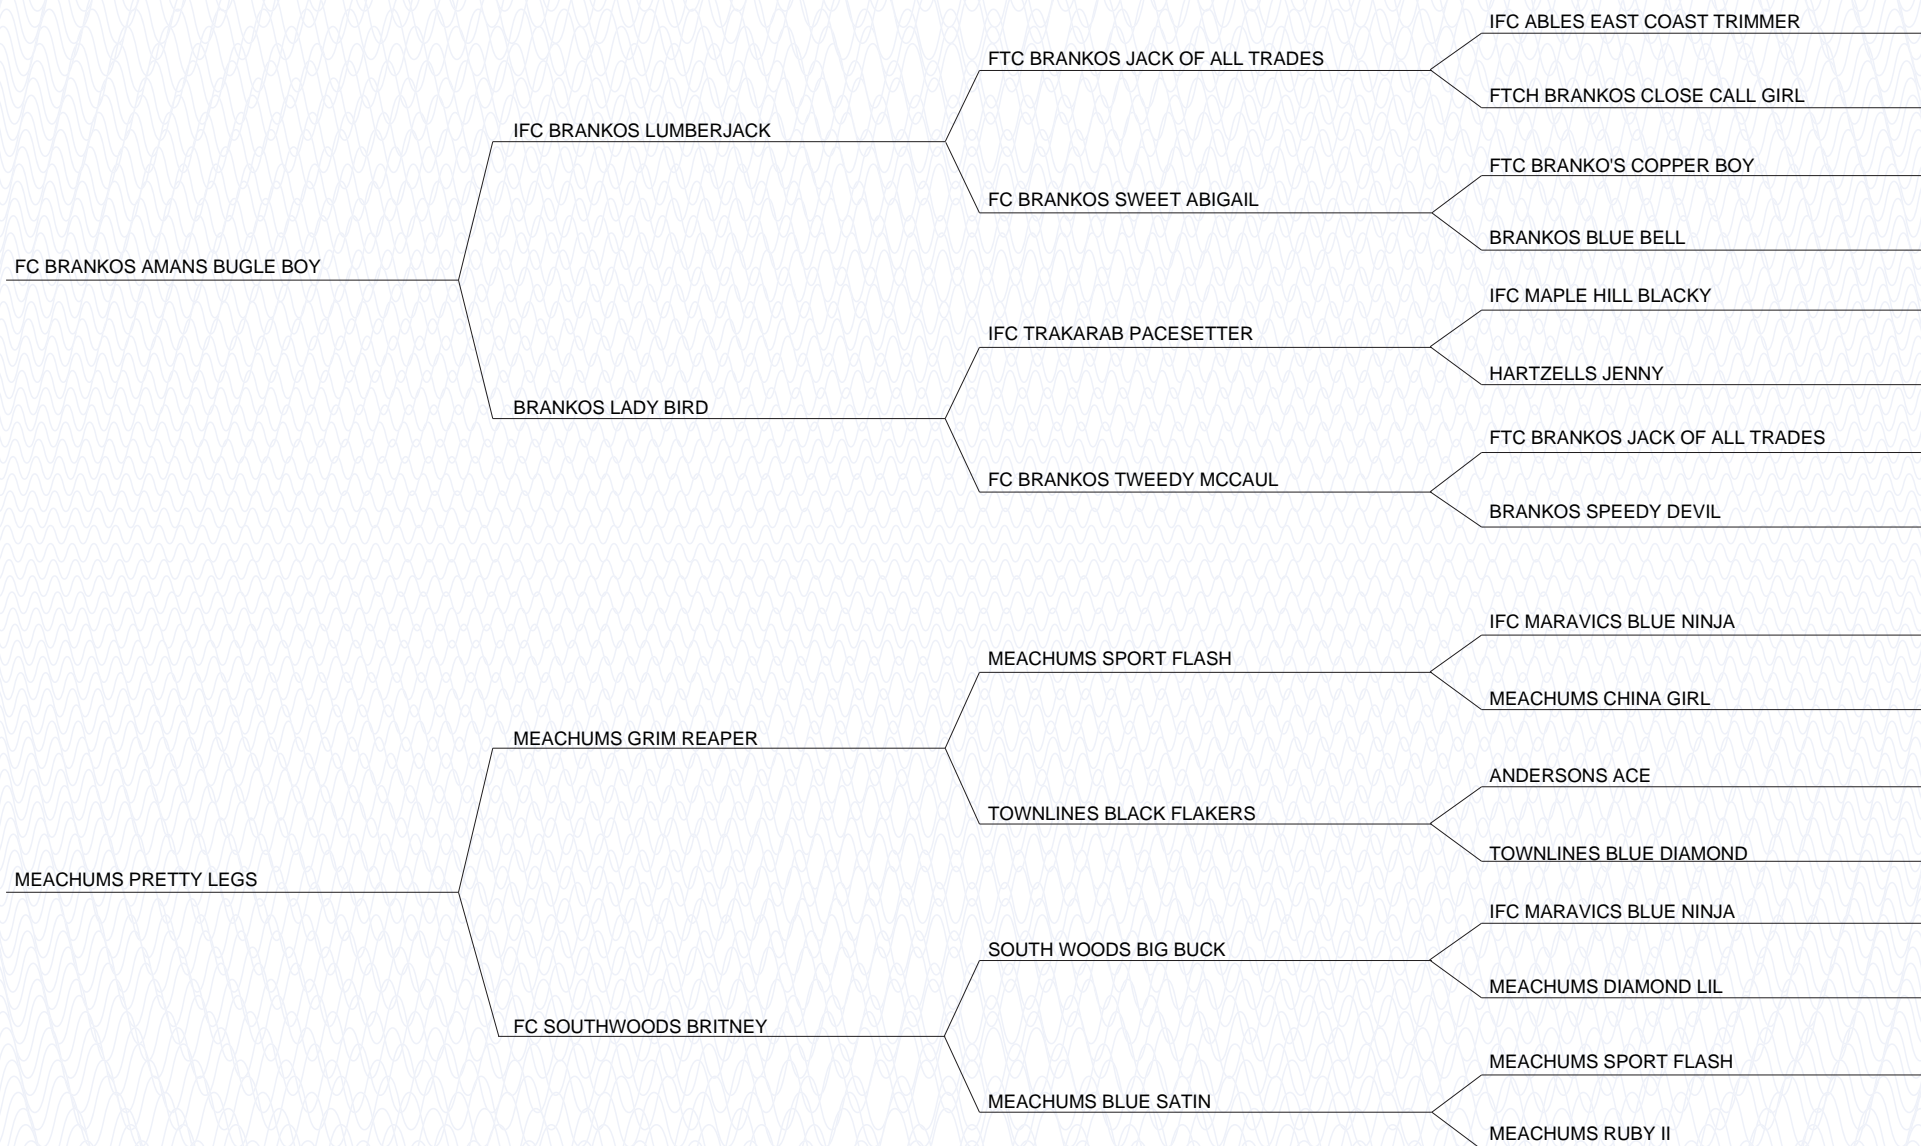 IFC ABLES EAST COAST TRIMMER
FTC BRANKOS JACK OF ALL TRADES
FTCH BRANKOS CLOSE CALL GIRL
IFC BRANKOS LUMBERJACK
FTC BRANKO'S COPPER BOY
FC BRANKOS SWEET ABIGAIL
BRANKOS BLUE BELL
FC BRANKOS AMANS BUGLE BOY
IFC MAPLE HILL BLACKY
IFC TRAKARAB PACESETTER
HARTZELLS JENNY
BRANKOS LADY BIRD
FTC BRANKOS JACK OF ALL TRADES
FC BRANKOS TWEEDY MCCAUL
BRANKOS SPEEDY DEVIL
IFC MARAVICS BLUE NINJA
MEACHUMS SPORT FLASH
MEACHUMS CHINA GIRL
MEACHUMS GRIM REAPER
ANDERSONS ACE
TOWNLINES BLACK FLAKERS
TOWNLINES BLUE DIAMOND
MEACHUMS PRETTY LEGS
IFC MARAVICS BLUE NINJA
SOUTH WOODS BIG BUCK
MEACHUMS DIAMOND LIL
FC SOUTHWOODS BRITNEY
MEACHUMS SPORT FLASH
MEACHUMS BLUE SATIN
MEACHUMS RUBY II